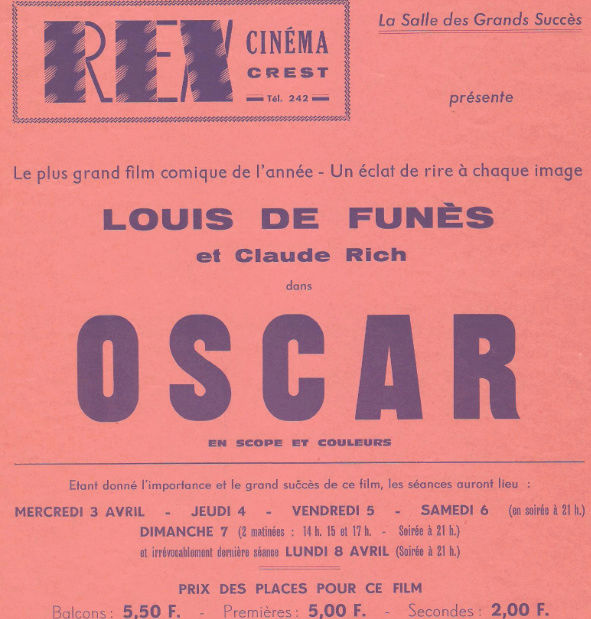 REX CINÉMA
CREST
Tél. 242
La Salle des Grands Succès
présente
Le plus grand film comique de l'année - Un éclat de rire à chaque image
LOUIS DE FUNÈS
et Claude Rich
dans
OSCAR
EN SCOPE ET COULEURS
Etant donné l'importance et le grand succès de ce film, les séances auront lieu :
MERCREDI 3 AVRIL - JEUDI 4 - VENDREDI 5 - SAMEDI 6 (en soirée à 21 h.)
DIMANCHE 7 (2 matinées : 14 h. 15 et 17 h. - Soirée à 21 h.)
et irrévocablement dernière séance LUNDI 8 AVRIL (Soirée à 21 h.)
PRIX DES PLACES POUR CE FILM
Balcons : 5,50 F. - Premières : 5,00 F. - Secondes : 2,00 F.